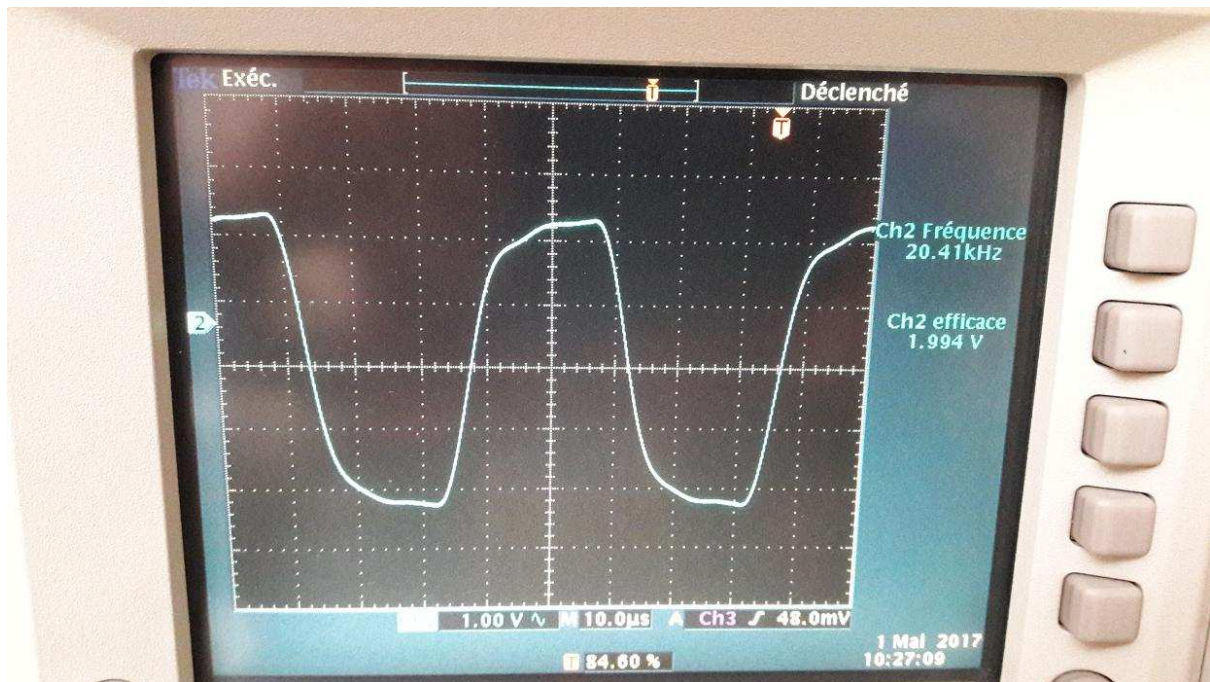 Tek Exéc.
T
Déclenché
T
Ch2 Fréquence
20.41kHz
2
Ch2 efficace
1.994 V
1.00 V M 10.0µs A Ch3 48.0mV
1 Mai 2017
10:27:09
T 84.60 %